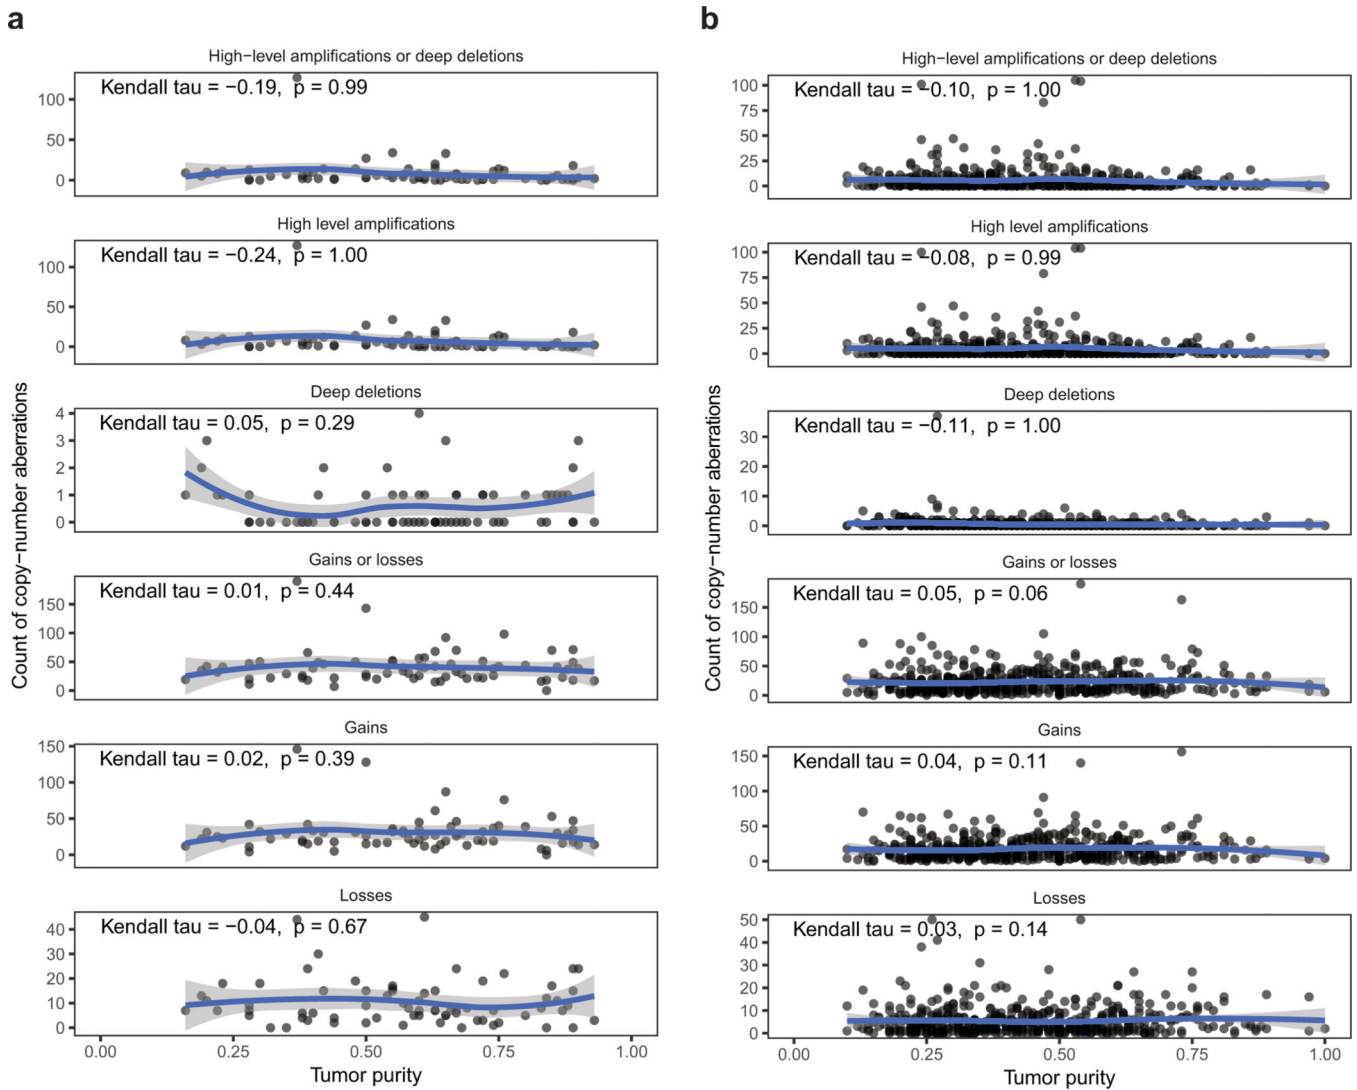 a
High−level amplifications or deep deletions
Kendall tau = −0.19, p = 0.99
100
50
0
High level amplifications
Kendall tau = −0.24, p = 1.00
100
50
0
Deep deletions
Kendall tau = 0.05, p = 0.29
4
3
2
1
0
Gains or losses
Kendall tau = 0.01, p = 0.44
150
100
50
0
Gains
Kendall tau = 0.02, p = 0.39
150
100
50
0
Losses
Kendall tau = −0.04, p = 0.67
40
30
20
10
0
0.00 0.25 0.50 0.75 1.00
Tumor purity
Count of copy−number aberrations
b
High−level amplifications or deep deletions
Kendall tau = −0.10, p = 1.00
100
75
50
25
0
High level amplifications
Kendall tau = −0.08, p = 0.99
100
75
50
25
0
Deep deletions
Kendall tau = −0.11, p = 1.00
30
20
10
0
Gains or losses
Kendall tau = 0.05, p = 0.06
150
100
50
0
Gains
Kendall tau = 0.04, p = 0.11
150
100
50
0
Losses
Kendall tau = 0.03, p = 0.14
50
40
30
20
10
0
0.00 0.25 0.50 0.75 1.00
Tumor purity
Count of copy−number aberrations